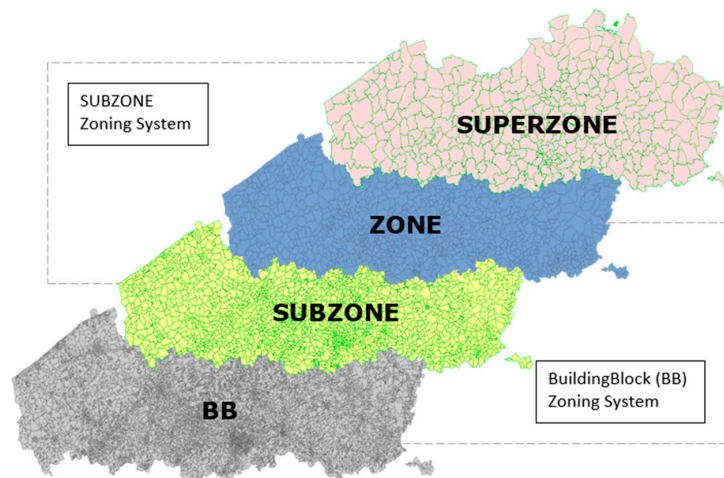 SUBZONE
Zoning System
SUPERZONE
ZONE
SUBZONE
BB
BuildingBlock (BB)
Zoning System